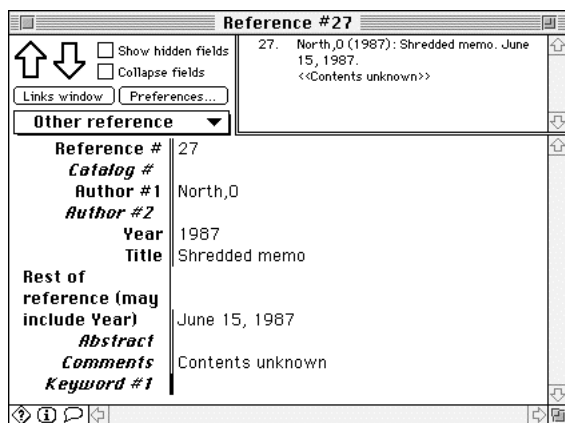 Reference #27
Show hidden fields
Collapse fields
Links window
Preferences...
Other reference
27. North,O (1987): Shredded memo. June
15, 1987.
<<Contents unknown>>
Reference # 27
Catalog #
Author #1 North,O
Author #2
Year 1987
Title Shredded memo
Rest of
reference (may
include Year) June 15, 1987
Abstract
Comments Contents unknown
Keyword #1